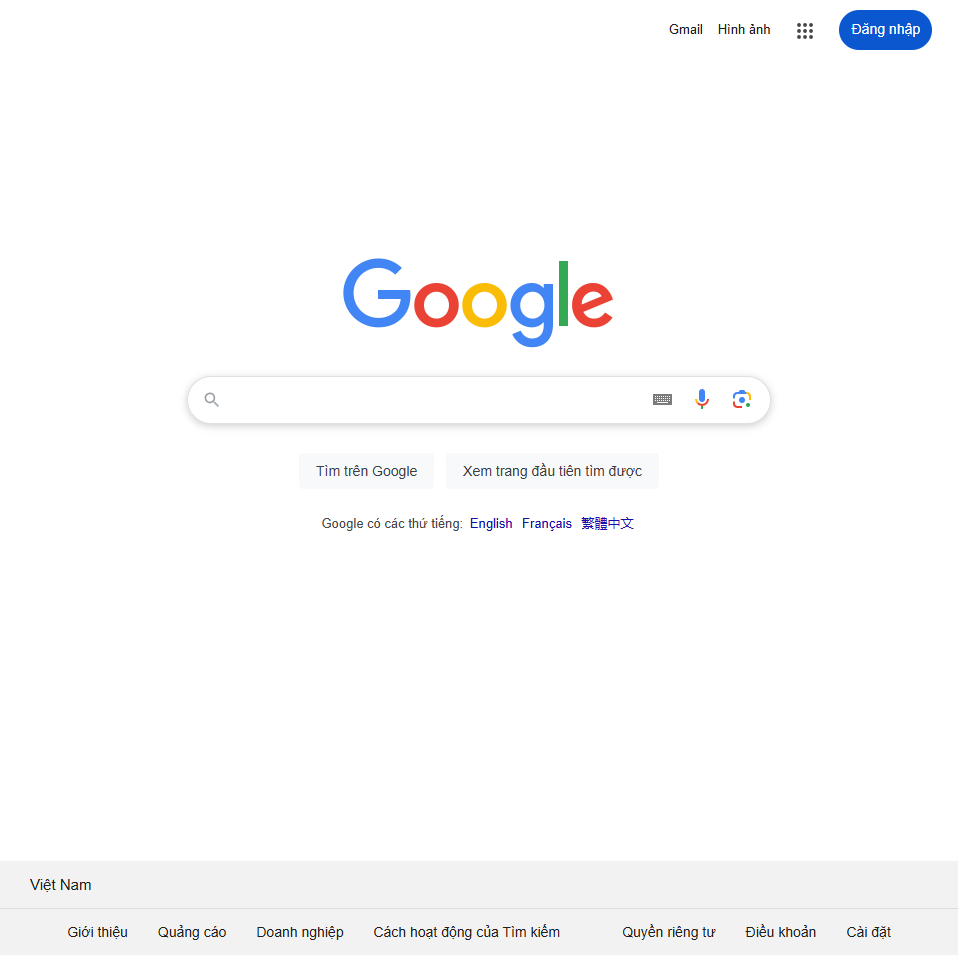 Gmail Hình ảnh Đăng nhập
Google
Tìm trên Google Xem trang đầu tiên tìm được
Google có các thứ tiếng: English Français 繁體中文
Việt Nam
Giới thiệu Quảng cáo Doanh nghiệp Cách hoạt động của Tìm kiếm Quyền riêng tư Điều khoản Cài đặt